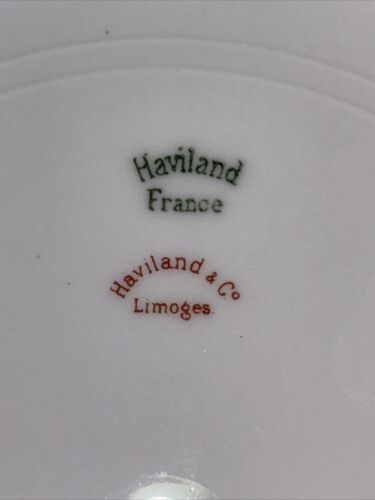 Haviland
France
Haviland & Co
Limoges.